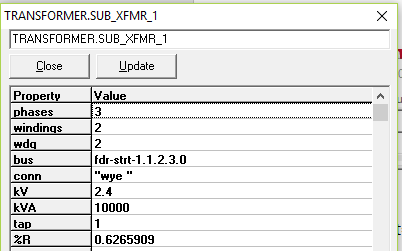 TRANSFORMER.SUB_XFMR_1
TRANSFORMER.SUB_XFMR_1
Close Update
Property Value
phases 3
windings 2
wdg 2
bus fdr-strt-1.1.2.3.0
conn "wye "
kV 2.4
kVA 10000
tap 1
%R 0.6265909